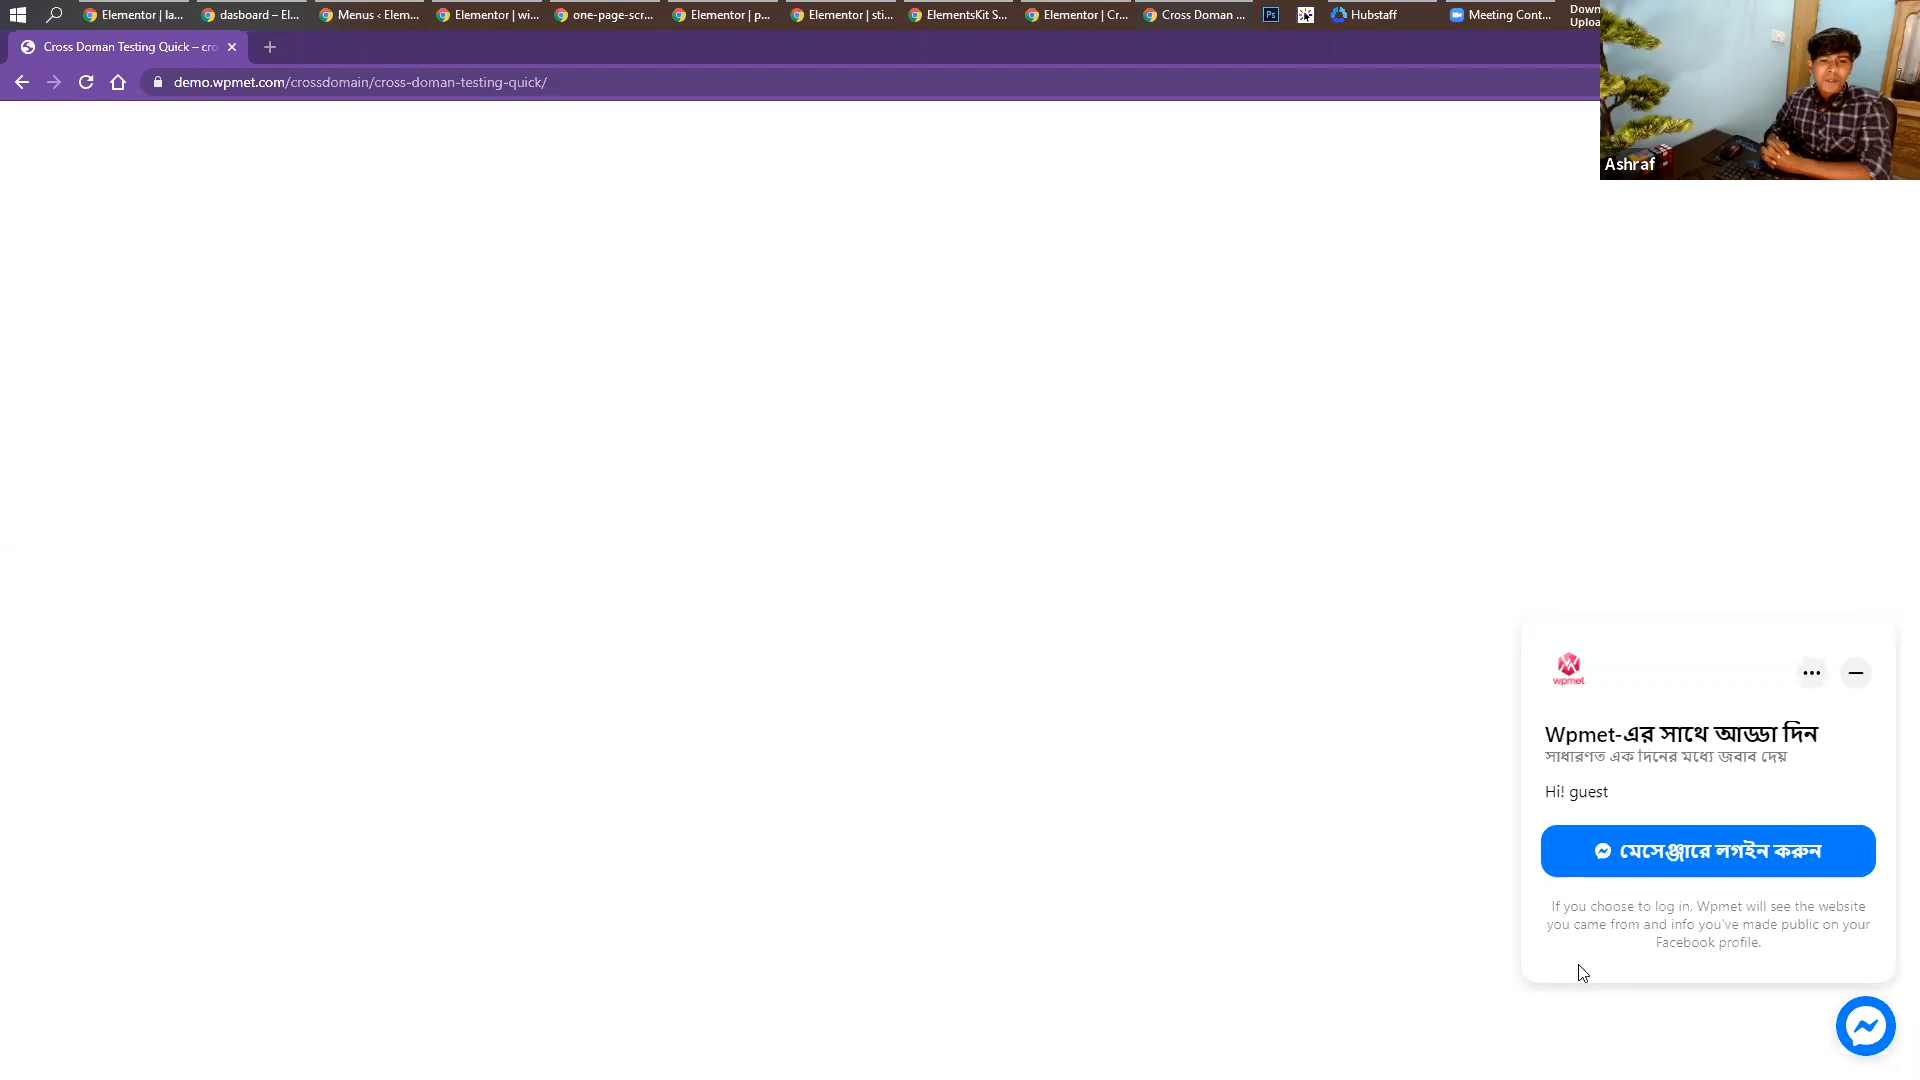 Elementor | la...
dasboard – El...
Menus ‹ Elem...
Elementor | wi...
one-page-scr...
Elementor | p...
Elementor | sti...
ElementsKit S...
Elementor | Cr...
Cross Doman ...
Ps
Hubstaff
Meeting Cont...
Down
Uploa
Cross Doman Testing Quick – cro
demo.wpmet.com/crossdomain/cross-doman-testing-quick/
Ashraf
wpmet
Wpmet-এর সাথে আড্ডা দিন
সাধারণত এক দিনের মধ্যে জবাব দেয়
Hi! guest
মেসেঞ্জারে লগইন করুন
If you choose to log in, Wpmet will see the website
you came from and info you've made public on your
Facebook profile.